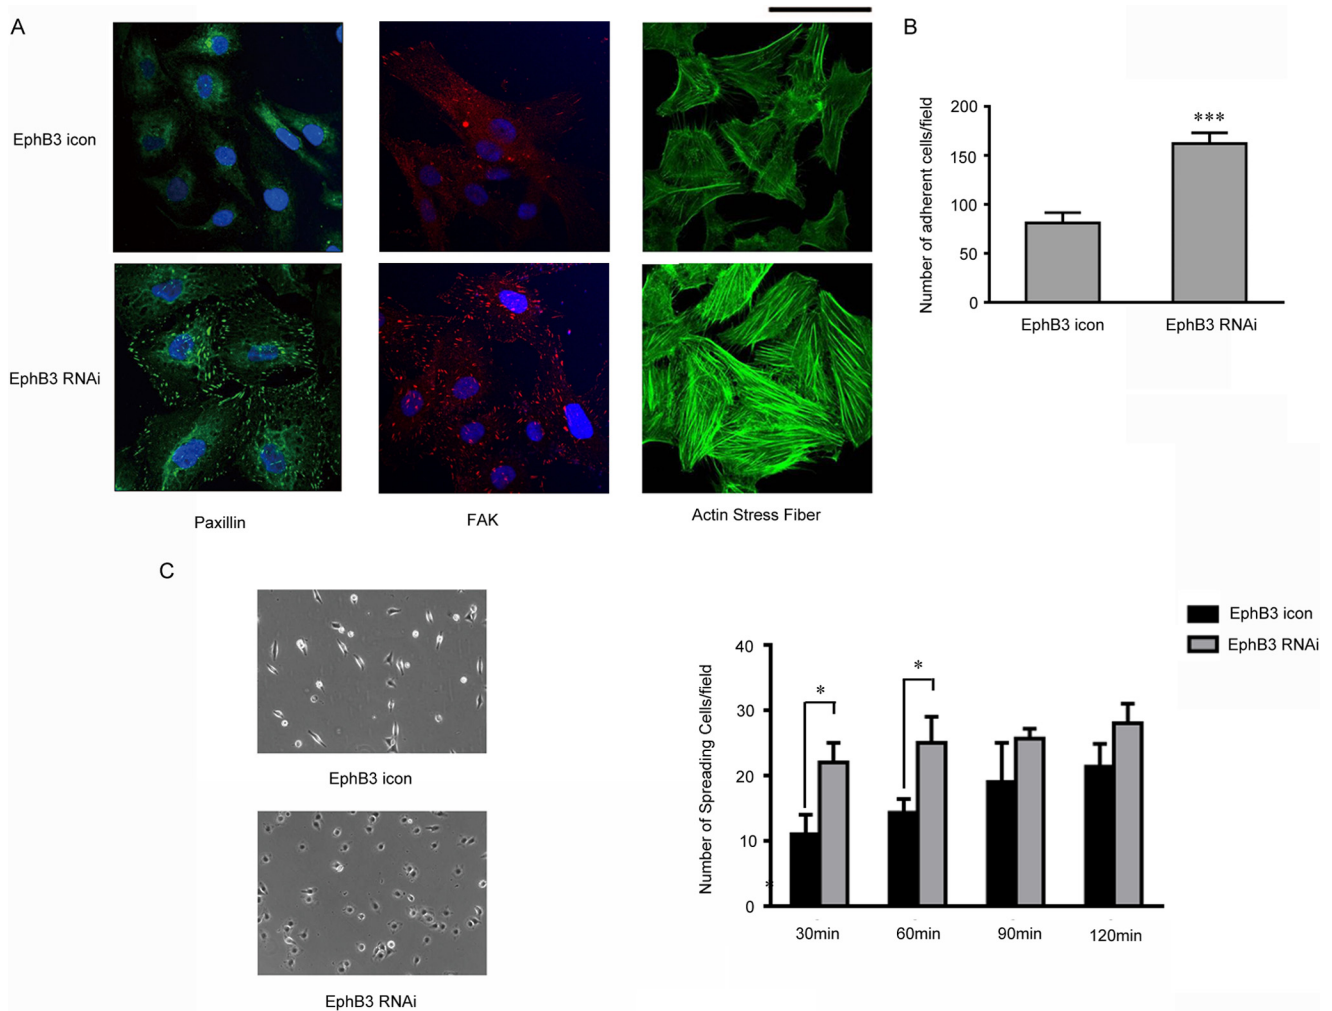 A
EphB3 icon
EphB3 RNAi
Paxillin
FAK
Actin Stress Fiber
B
Number of adherent cells/field
200
150
100
50
0
***
EphB3 icon
EphB3 RNAi
C
EphB3 icon
EphB3 RNAi
EphB3 icon
EphB3 RNAi
Number of Spreading Cells/field
40
30
20
10
0
*
*
*
30min
60min
90min
120min